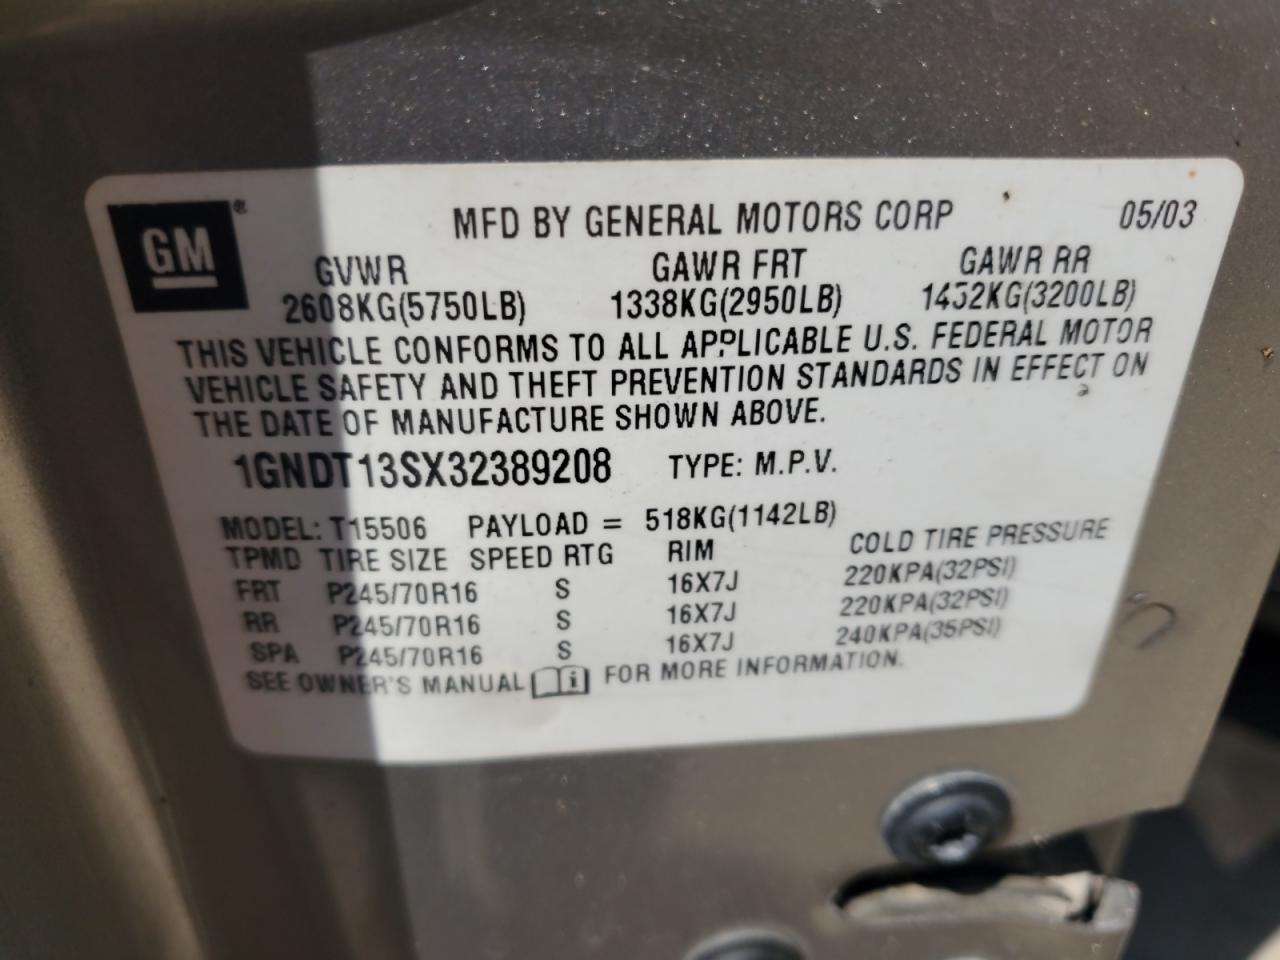 GM®
MFD BY GENERAL MOTORS CORP 05/03
GVWR GAWR FRT GAWR RR
2608KG(5750LB) 1338KG(2950LB) 1452KG(3200LB)
THIS VEHICLE CONFORMS TO ALL APPLICABLE U.S. FEDERAL MOTOR
VEHICLE SAFETY AND THEFT PREVENTION STANDARDS IN EFFECT ON
THE DATE OF MANUFACTURE SHOWN ABOVE.
1GNDT13SX32389208 TYPE: M.P.V.
MODEL: T15506 PAYLOAD = 518KG(1142LB)
TPMD TIRE SIZE SPEED RTG RIM COLD TIRE PRESSURE
FRT P245/70R16 S 16X7J 220KPA(32PSI)
RR P245/70R16 S 16X7J 220KPA(32PSI)
SPA P245/70R16 S 16X7J 240KPA(35PSI)
SEE OWNER'S MANUAL i FOR MORE INFORMATION.